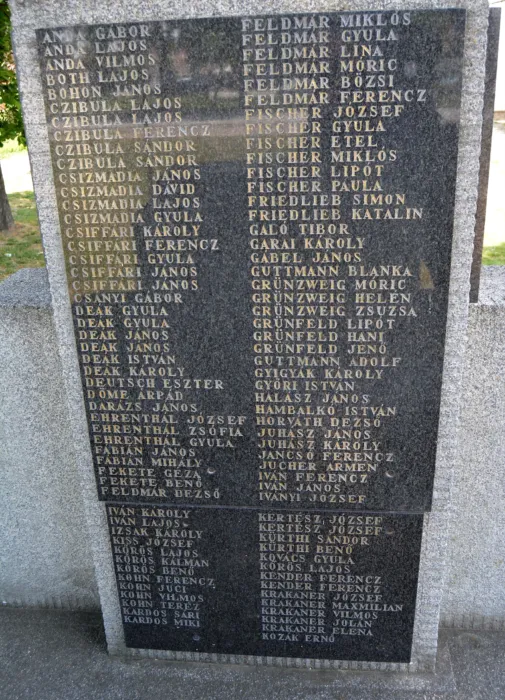 ANDA GÁBOR
ANDA LAJOS
ANDA VILMOS
BOTH LAJOS
BOHÓN JÁNOS
CZIBULA LAJOS
CZIBULA LAJOS
CZIBULA FERENCZ
CZIBULA SÁNDOR
CZIBULA SÁNDOR
CSIZMADIA JÁNOS
CSIZMADIA DÁVID
CSIZMADIA LAJOS
CSIZMADIA GYULA
CSIFFÁRI KÁROLY
CSIFFÁRI FERENCZ
CSIFFÁRI GYULA
CSIFFÁRI JÁNOS
CSIFFÁRI JÁNOS
CSÁNYI GÁBOR
DEÁK GYULA
DEÁK GYULA
DEÁK JÁNOS
DEÁK JÁNOS
DEÁK ISTVÁN
DEÁK KÁROLY
DEUTSCH ESZTER
DÖME ÁRPÁD
DARÁZS JÁNOS
EHRENTHÁL JÓZSEF
EHRENTHÁL ZSÓFIA
EHRENTHÁL GYULA
FÁBIÁN JÁNOS
FÁBIÁN MIHÁLY
FEKETE GÉZA
FEKETE BENŐ
FELDMÁR DEZSŐ
FELDMÁR MIKLÓS
FELDMÁR GYULA
FELDMÁR LINA
FELDMÁR MÓRIC
FELDMÁR BÖZSI
FELDMÁR FERENCZ
FISCHER JÓZSEF
FISCHER GYULA
FISCHER ETEL
FISCHER MIKLÓS
FISCHER LIPÓT
FISCHER PAULA
FRIEDLIEB SIMON
FRIEDLIEB KATALIN
GALÓ TIBOR
GARAI KÁROLY
GÁBEL JÁNOS
GUTTMANN BLANKA
GRÜNZWEIG MÓRIC
GRÜNZWEIG HELÉN
GRÜNZWEIG ZSUZSA
GRÜNFELD LIPÓT
GRÜNFELD HANI
GRÜNFELD JENŐ
GUTTMANN ADOLF
GYIGYÁK KÁROLY
GYŐRI ISTVÁN
HALÁSZ JÁNOS
HAMBALKÓ ISTVÁN
HORVÁTH DEZSŐ
JUHÁSZ JÁNOS
JUHÁSZ KÁROLY
JANCSÓ FERENCZ
JUCHER ÁRMEN
IVÁN FERENCZ
IVÁN JÁNOS
IVÁNYI JÓZSEF
IVÁN KÁROLY
IVÁN LAJOS
IZSÁK KÁROLY
KISS JÓZSEF
KÖRÖS LAJOS
KÖRÖS KÁLMÁN
KÖRÖS BENŐ
KOHN FERENCZ
KOHN JUCI
KOHN VILMOS
KOHN TERÉZ
KARDOS SÁRI
KARDOS MIKI
KERTÉSZ JÓZSEF
KERTÉSZ JÓZSEF
KÜRTHI SÁNDOR
KÜRTHI BENŐ
KOVÁCS GYULA
KÖRÖS LAJOS
KENDER FERENCZ
KENDER FERENCZ
KRAKANER JÓZSEF
KRAKANER MAXMILIAN
KRAKANER VILMOS
KRAKANER JOLÁN
KRAKANER ELENA
KOZÁK ERNŐ